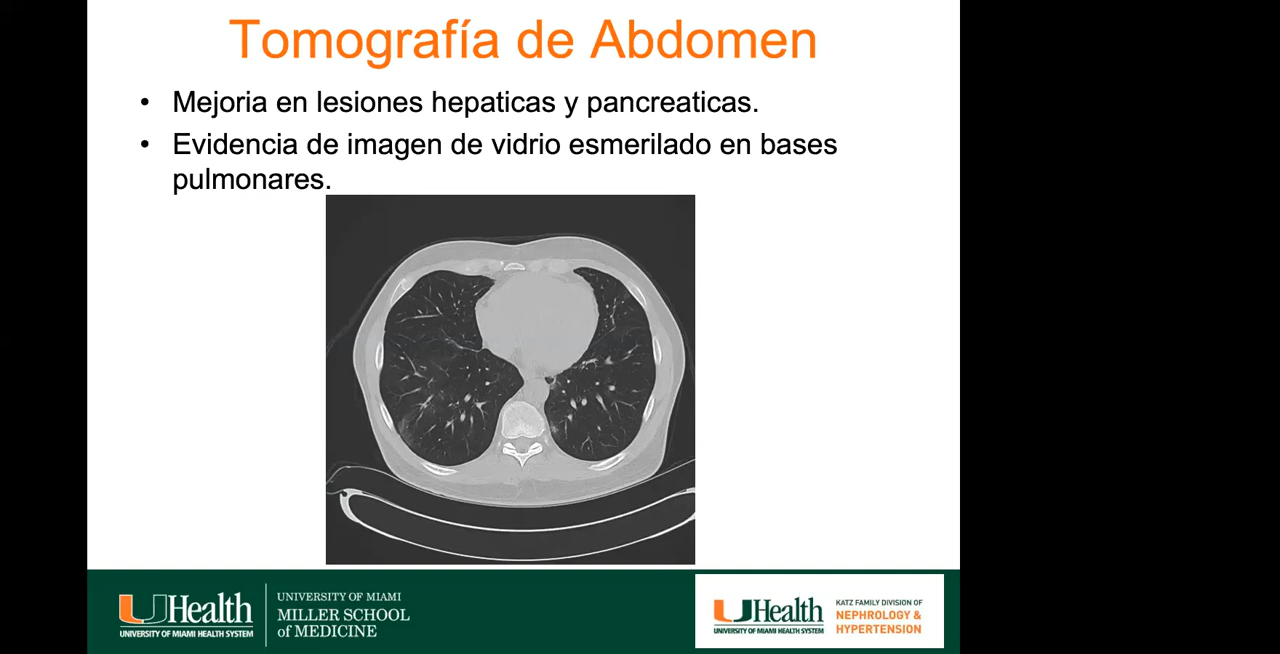 Tomografía de Abdomen
• Mejoria en lesiones hepaticas y pancreaticas.
• Evidencia de imagen de vidrio esmerilado en bases
pulmonares.
UHealth
UNIVERSITY OF MIAMI HEALTH SYSTEM
UNIVERSITY OF MIAMI
MILLER SCHOOL
of MEDICINE
UHealth
UNIVERSITY OF MIAMI HEALTH SYSTEM
KATZ FAMILY DIVISION OF
NEPHROLOGY &
HYPERTENSION